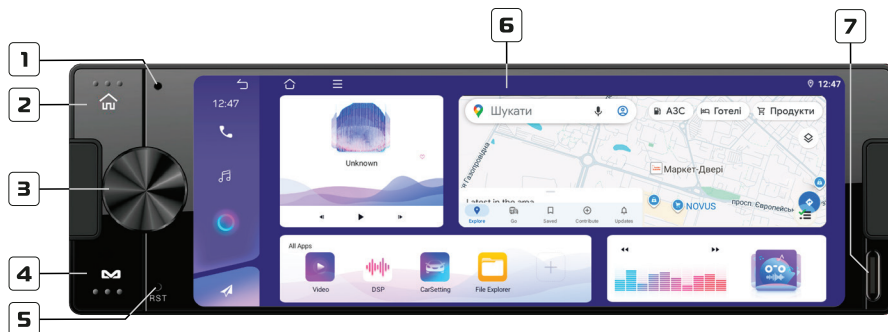 1
2
3
4
5
6
7
RST
12:47
12:47
Unknown
Шукати
АЗС
Готелі
Продукти
Газопровідна
Маркет-Двері
NOVUS
просп. Європейськ
Latest in the area
Explore
Go
Saved
Contribute
Updates
All Apps
Video
DSP
CarSetting
File Explorer